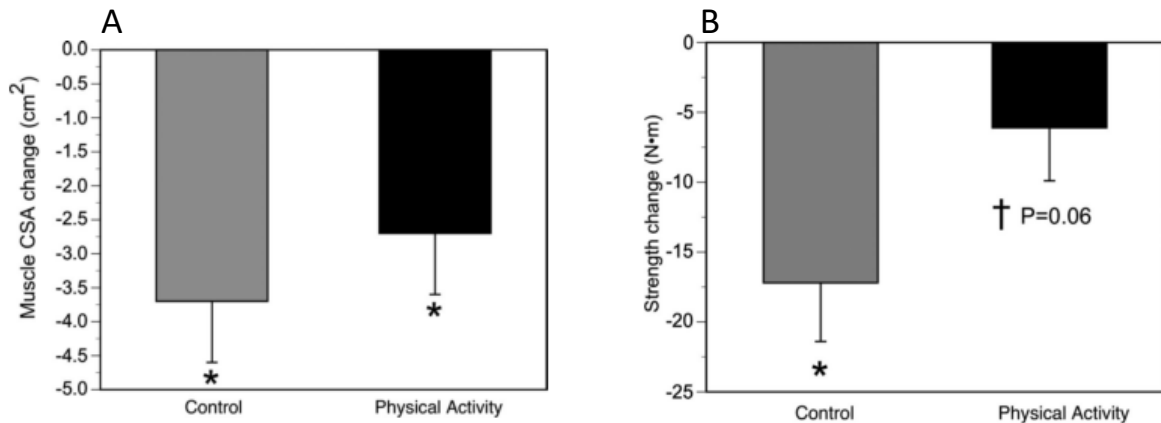 A
Muscle CSA change (cm²)
0.0
-0.5
-1.0
-1.5
-2.0
-2.5
-3.0
-3.5
-4.0
-4.5
-5.0
*
*
Control
Physical Activity
B
Strength change (N•m)
0
-5
-10
-15
-20
-25
† P=0.06
*
Control
Physical Activity